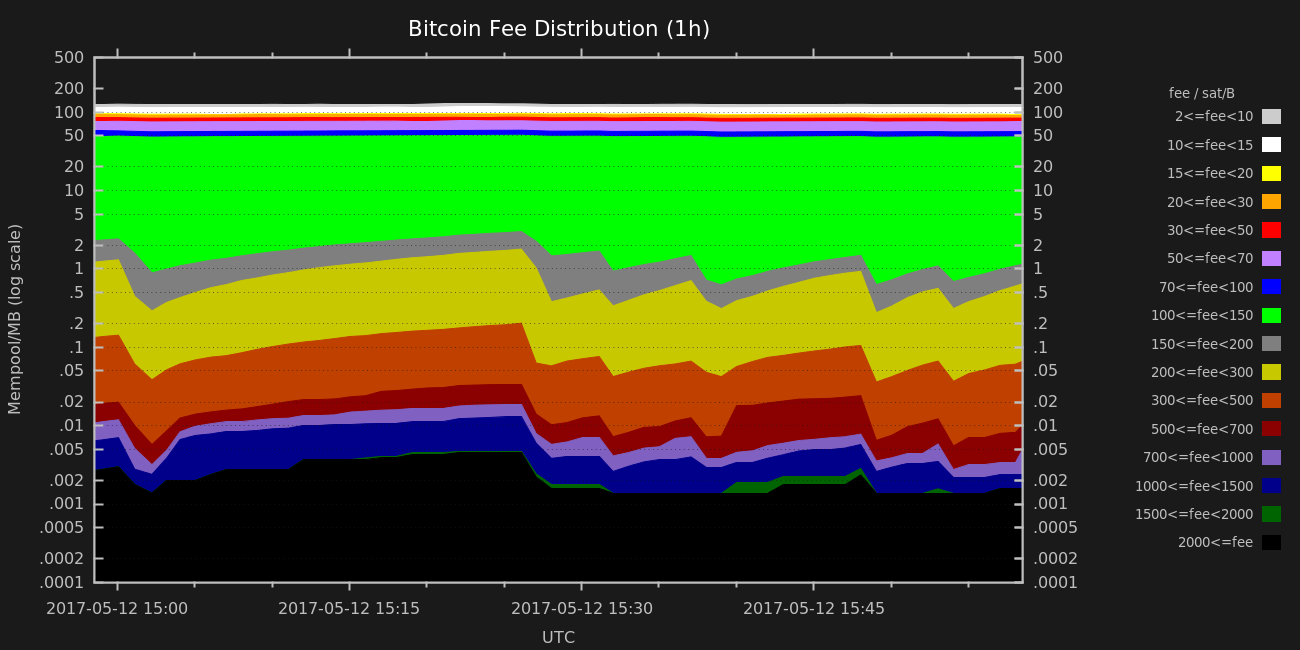 Bitcoin Fee Distribution (1h)
Mempool/MB (log scale)
500
200
100
50
20
10
5
2
1
.5
.2
.1
.05
.02
.01
.005
.002
.001
.0005
.0002
.0001
500
200
100
50
20
10
5
2
1
.5
.2
.1
.05
.02
.01
.005
.002
.001
.0005
.0002
.0001
2017-05-12 15:00
2017-05-12 15:15
2017-05-12 15:30
2017-05-12 15:45
UTC
fee / sat/B
2<=fee<10
10<=fee<15
15<=fee<20
20<=fee<30
30<=fee<50
50<=fee<70
70<=fee<100
100<=fee<150
150<=fee<200
200<=fee<300
300<=fee<500
500<=fee<700
700<=fee<1000
1000<=fee<1500
1500<=fee<2000
2000<=fee